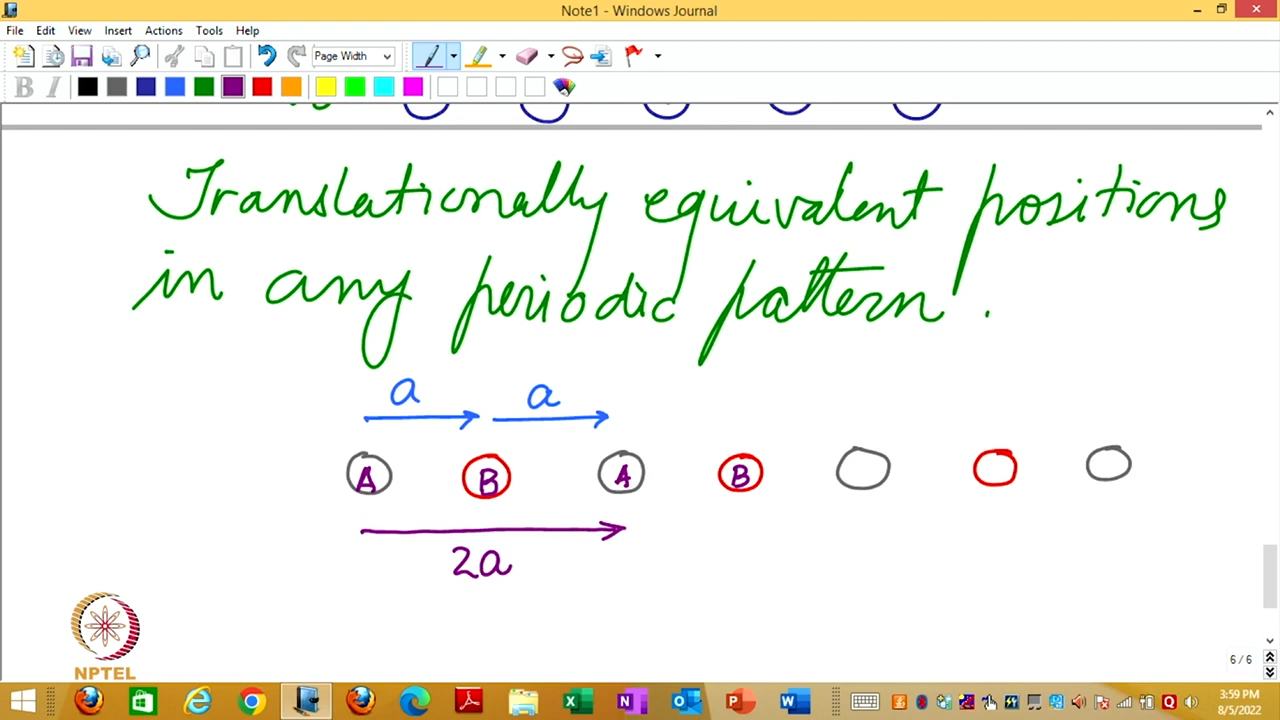 Note1 - Windows Journal
File Edit View Insert Actions Tools Help
Page Width
B I
Translationally equivalent positions
in any periodic pattern.
a a
A B A B
2a
NPTEL
6 / 6
3:59 PM
8/5/2022